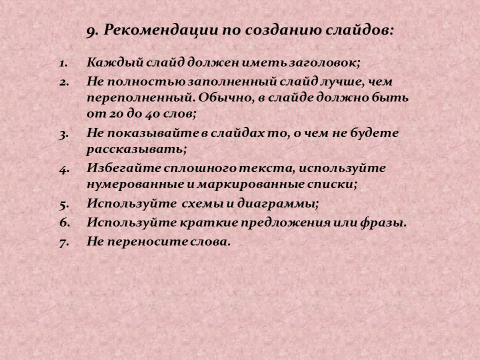 9. Рекомендации по созданию слайдов:
1. Каждый слайд должен иметь заголовок;
2. Не полностью заполненный слайд лучше, чем
переполненный. Обычно, в слайде должно быть
от 20 до 40 слов;
3. Не показывайте в слайдах то, о чем не будете
рассказывать;
4. Избегайте сплошного текста, используйте
нумерованные и маркированные списки;
5. Используйте схемы и диаграммы;
6. Используйте краткие предложения или фразы.
7. Не переносите слова.